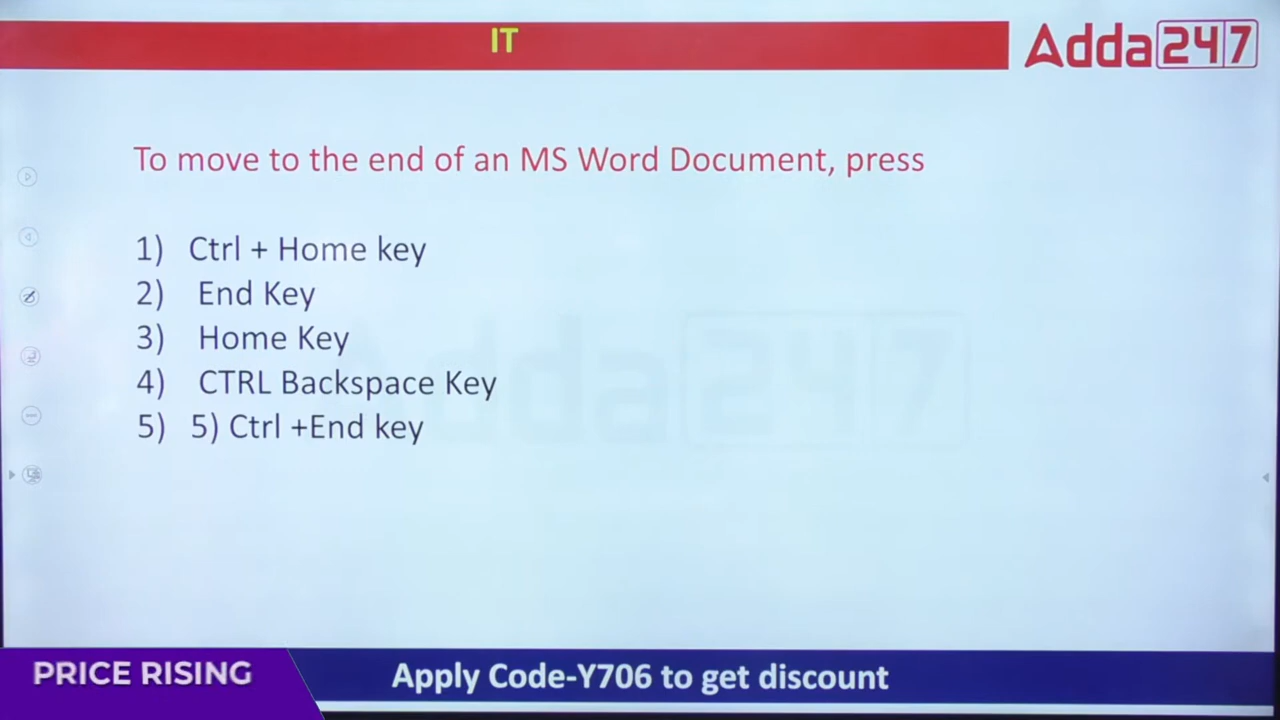 IT
Adda247
To move to the end of an MS Word Document, press
1) Ctrl + Home key
2) End Key
3) Home Key
4) CTRL Backspace Key
5) 5) Ctrl +End key
Adda247
PRICE RISING
Apply Code-Y706 to get discount